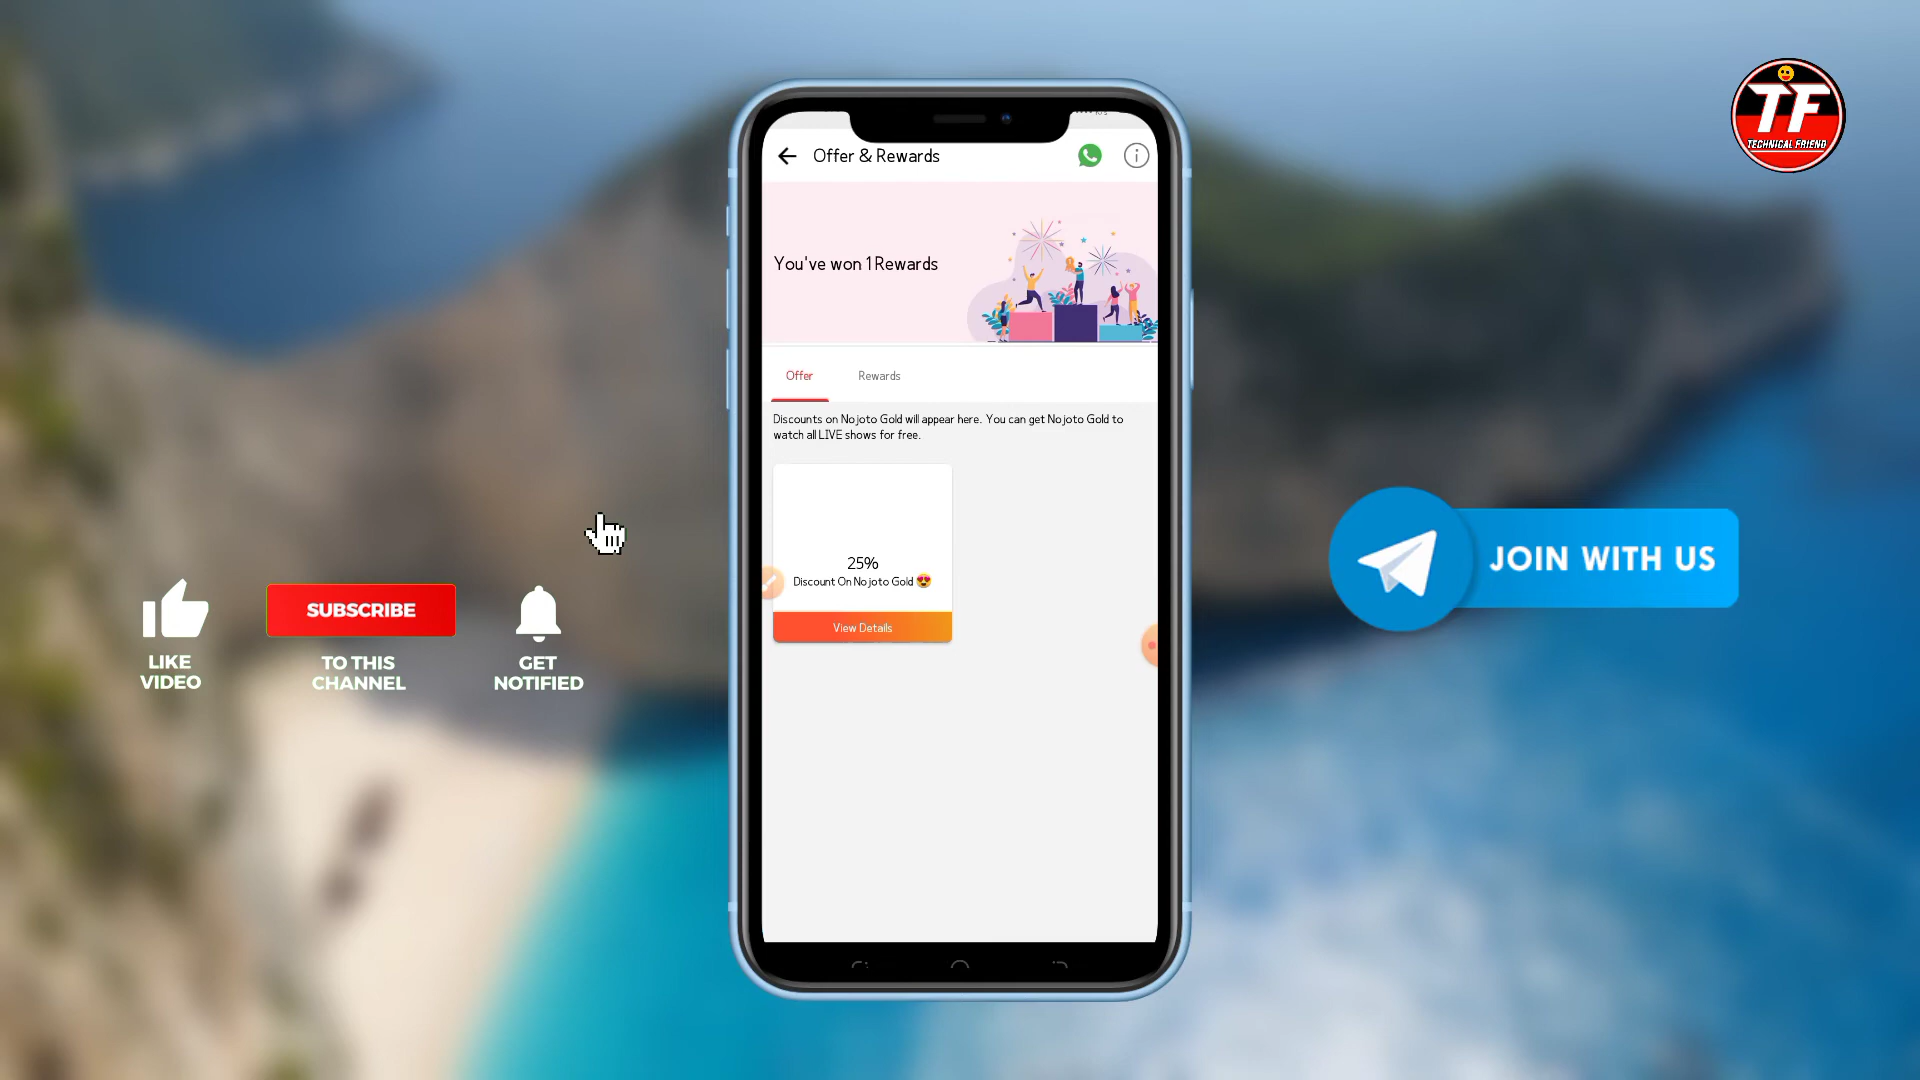 TF
TECHNICAL FRIEND
Offer & Rewards
You've won 1 Rewards
Offer
Rewards
Discounts on Nojoto Gold will appear here. You can get Nojoto Gold to
watch all LIVE shows for free.
25%
Discount On Nojoto Gold 😍
View Details
SUBSCRIBE
LIKE
VIDEO
TO THIS
CHANNEL
GET
NOTIFIED
JOIN WITH US